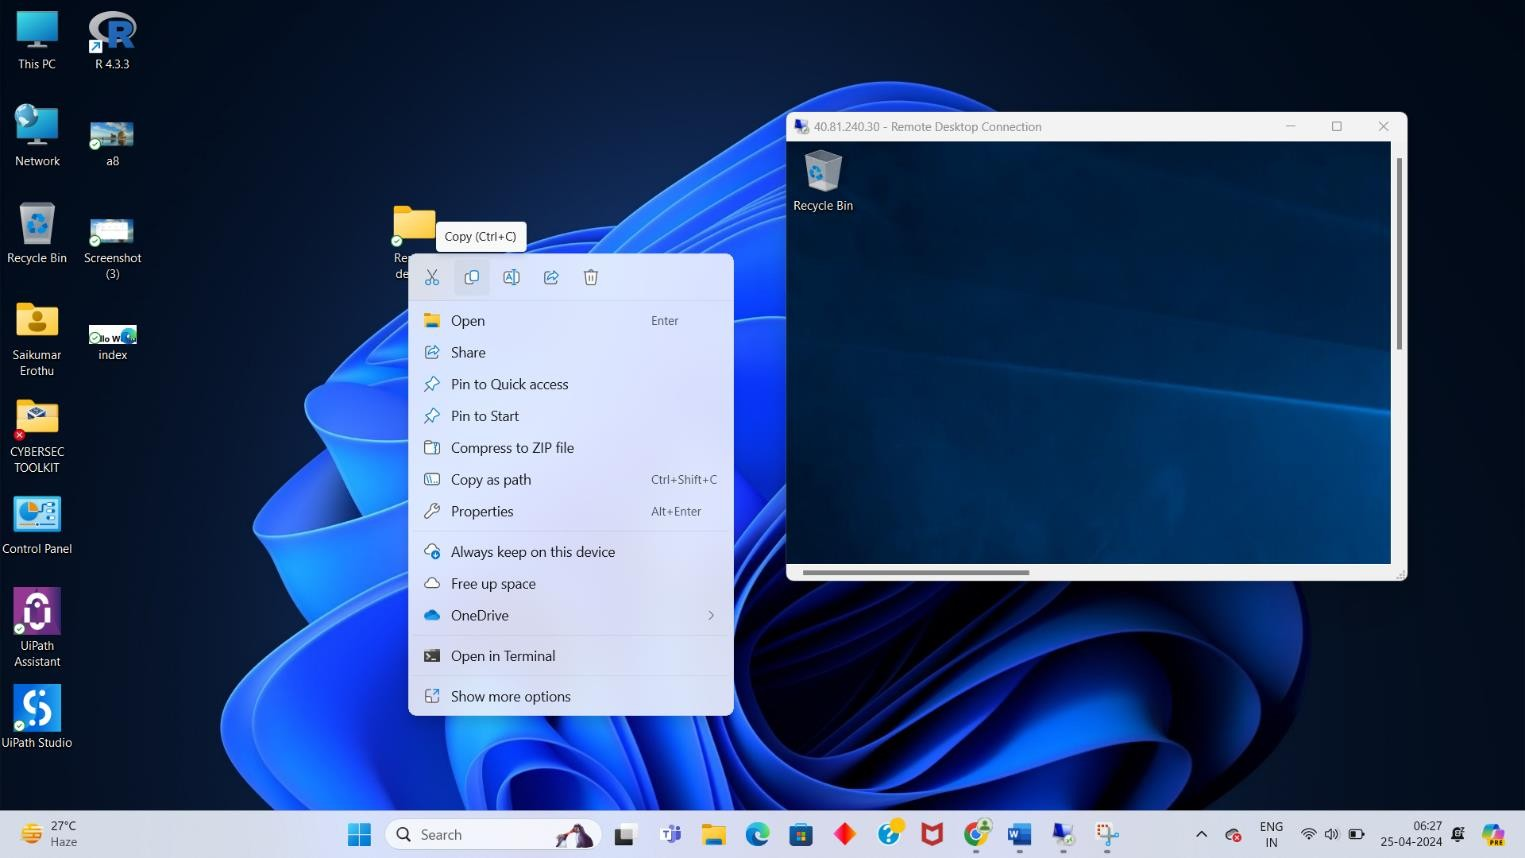 This PC
R 4.3.3
Network
a8
Recycle Bin
Screenshot
(3)
Saikumar
Erothu
index
CYBERSEC
TOOLKIT
Control Panel
UiPath
Assistant
UiPath Studio
Copy (Ctrl+C)
Open Enter
Share
Pin to Quick access
Pin to Start
Compress to ZIP file
Copy as path Ctrl+Shift+C
Properties Alt+Enter
Always keep on this device
Free up space
OneDrive
Open in Terminal
Show more options
40.81.240.30 - Remote Desktop Connection
Recycle Bin
27°C
Haze
Search
ENG
IN
06:27
25-04-2024
PRE